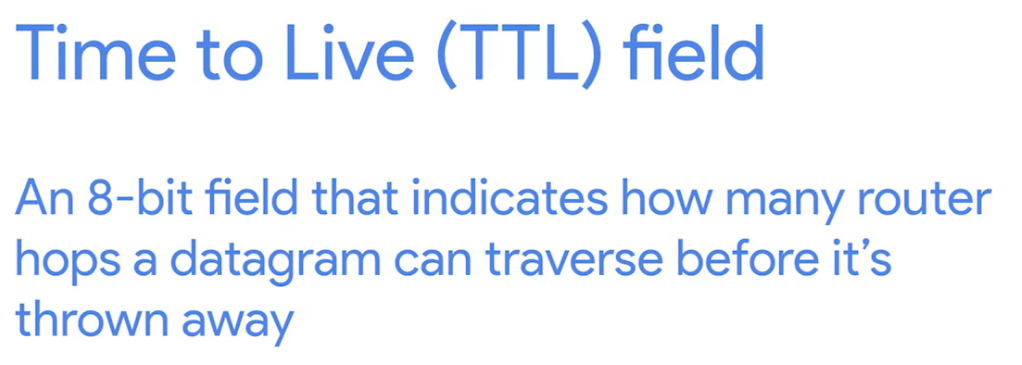 Time to Live (TTL) field
An 8-bit field that indicates how many router
hops a datagram can traverse before it’s
thrown away